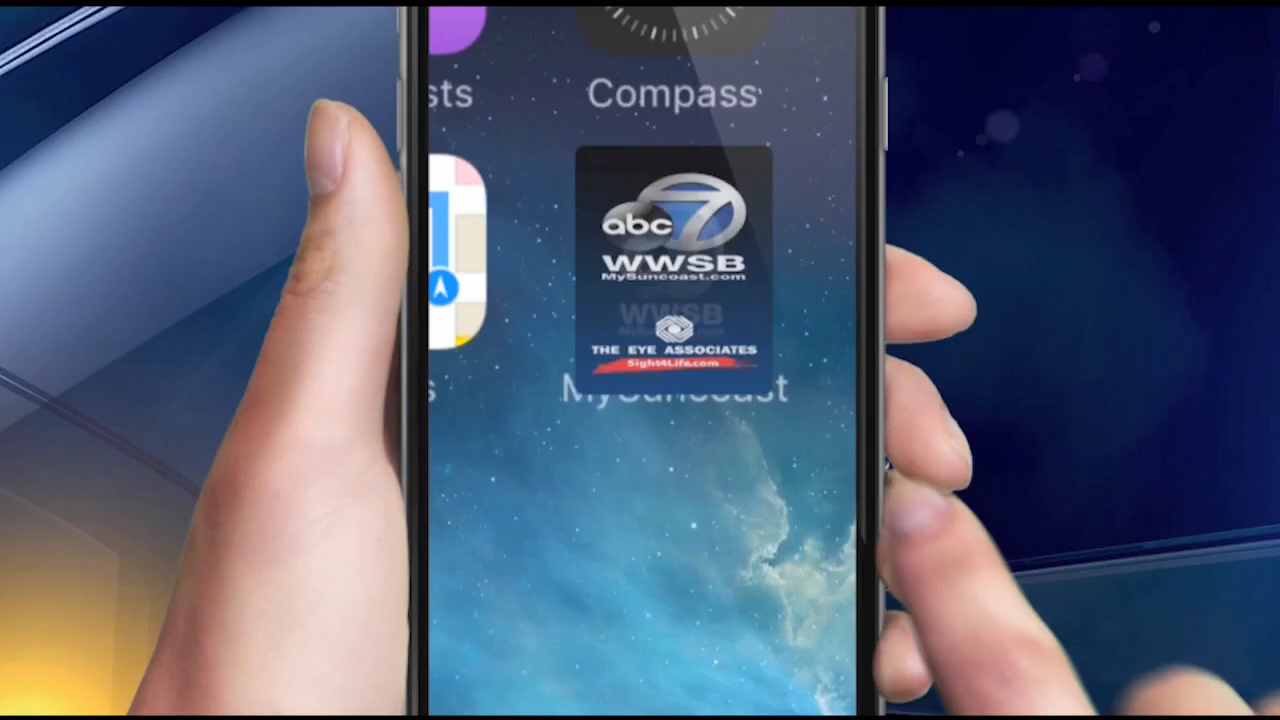 sts
Compass
abc 7
WWSB
MySuncoast.com
WWSB
THE EYE ASSOCIATES
Sight4Life.com
s
MySuncoast